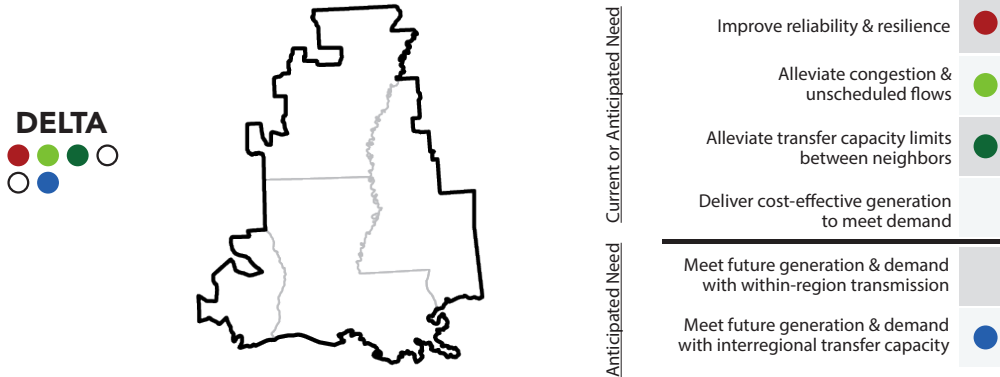 DELTA
Current or Anticipated Need
Improve reliability & resilience
Alleviate congestion &
unscheduled flows
Alleviate transfer capacity limits
between neighbors
Deliver cost-effective generation
to meet demand
Anticipated Need
Meet future generation & demand
with within-region transmission
Meet future generation & demand
with interregional transfer capacity